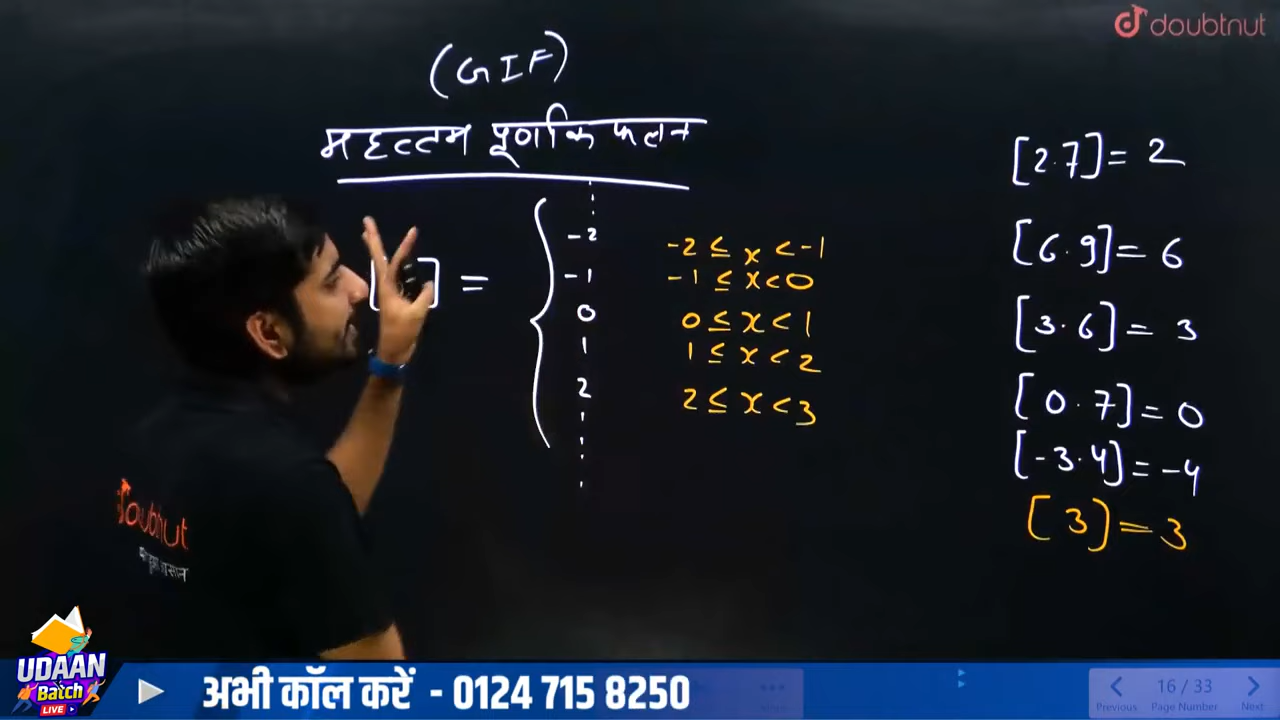 doubtnut
(GIF)
महत्तम पूर्णांक फलन
[x] =
-2 -2 ≤ x < -1
-1 -1 ≤ x < 0
0 0 ≤ x < 1
1 1 ≤ x < 2
2 2 ≤ x < 3
[2.7] = 2
[6.9] = 6
[3.6] = 3
[0.7] = 0
[-3.4] = -4
[3] = 3
doubtnut
UDAAN
Batch
LIVE
अभी कॉल करें - 0124 715 8250
16 / 33
Previous Page Number Next